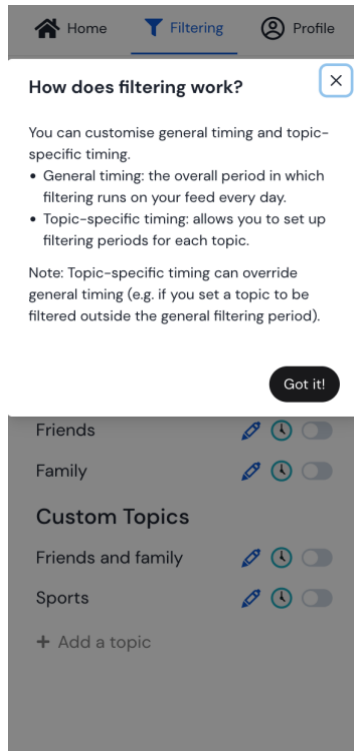 Home Filtering Profile
How does filtering work?
You can customise general timing and topic-
specific timing.
• General timing: the overall period in which
filtering runs on your feed every day.
• Topic-specific timing: allows you to set up
filtering periods for each topic.
Note: Topic-specific timing can override
general timing (e.g. if you set a topic to be
filtered outside the general filtering period).
Got it!
Friends
Family
Custom Topics
Friends and family
Sports
+ Add a topic